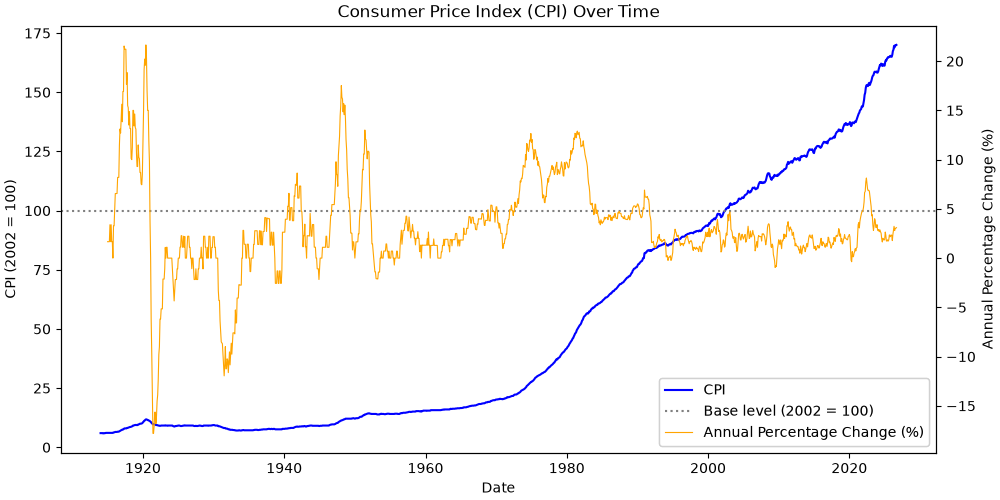 Consumer Price Index (CPI) Over Time
CPI (2002 = 100)
175
150
125
100
75
50
25
0
20
15
10
5
0
−5
−10
−15
Annual Percentage Change (%)
CPI
Base level (2002 = 100)
Annual Percentage Change (%)
1920 1940 1960 1980 2000 2020
Date